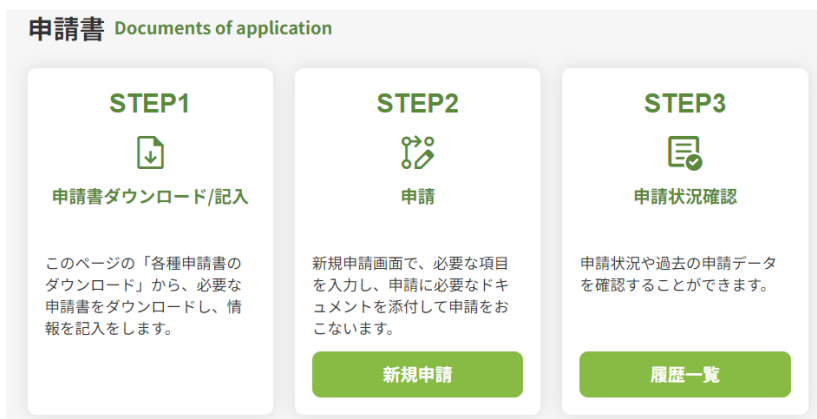 申請書 Documents of application
STEP1
申請書ダウンロード/記入
このページの「各種申請書の
ダウンロード」から、必要な
申請書をダウンロードし、情
報を記入をします。
STEP2
申請
新規申請画面で、必要な項目
を入力し、申請に必要なドキ
ュメントを添付して申請をお
こないます。
新規申請
STEP3
申請状況確認
申請状況や過去の申請データ
を確認することができます。
履歴一覧